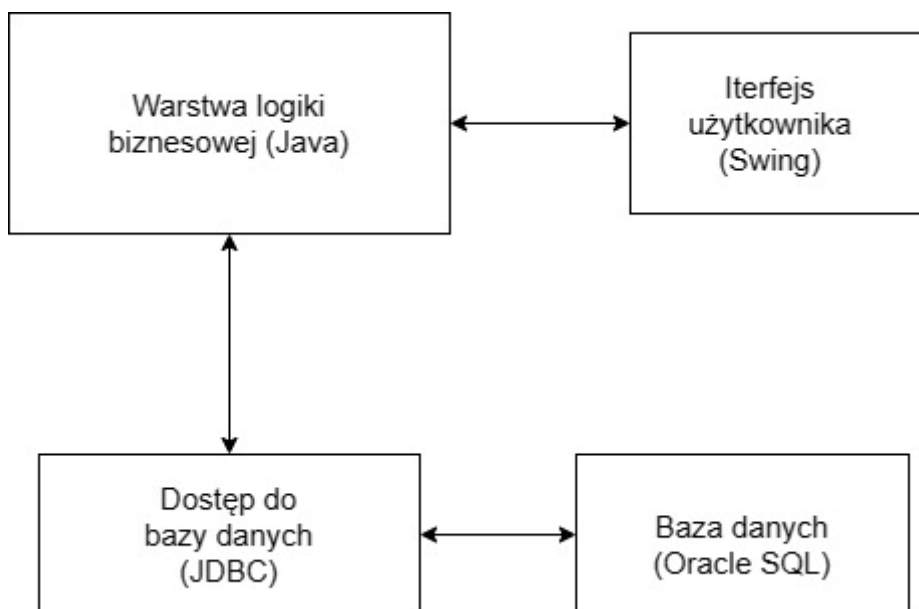 Warstwa logiki
biznesowej (Java)
Iterfejs
użytkownika
(Swing)
Dostęp do
bazy danych
(JDBC)
Baza danych
(Oracle SQL)